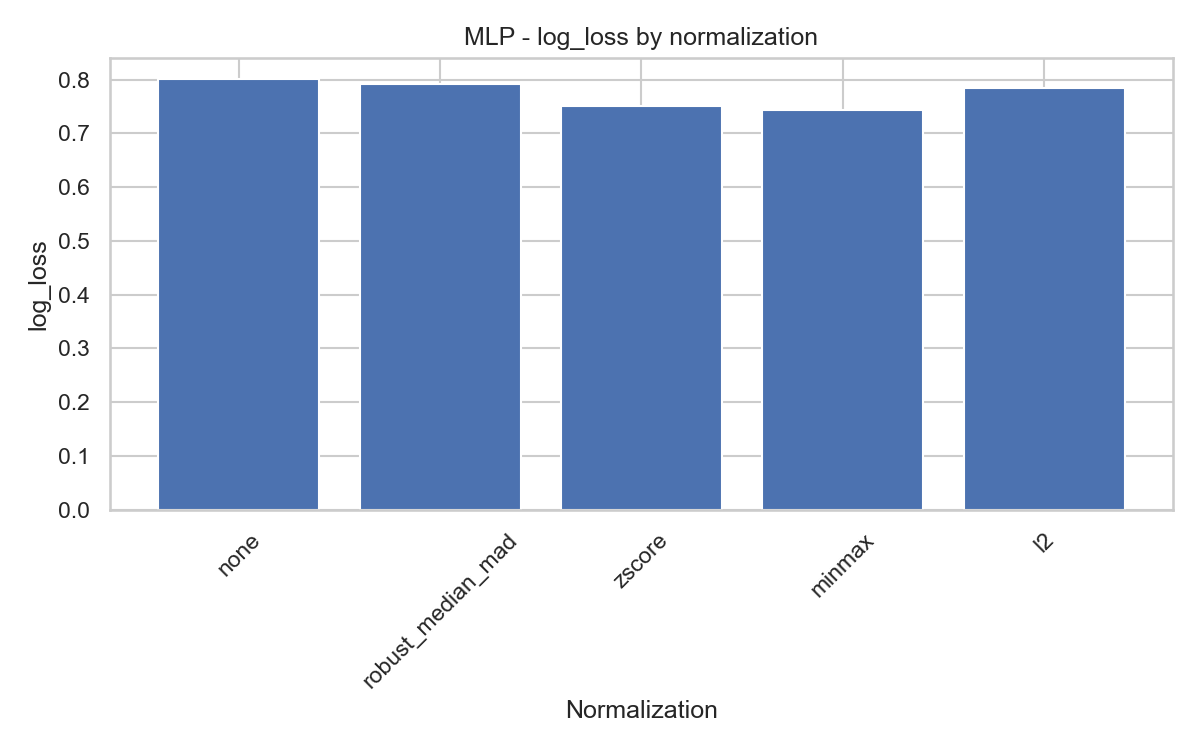 MLP - log_loss by normalization
log_loss
0.8
0.7
0.6
0.5
0.4
0.3
0.2
0.1
0.0
none
robust_median_mad
zscore
minmax
l2
Normalization